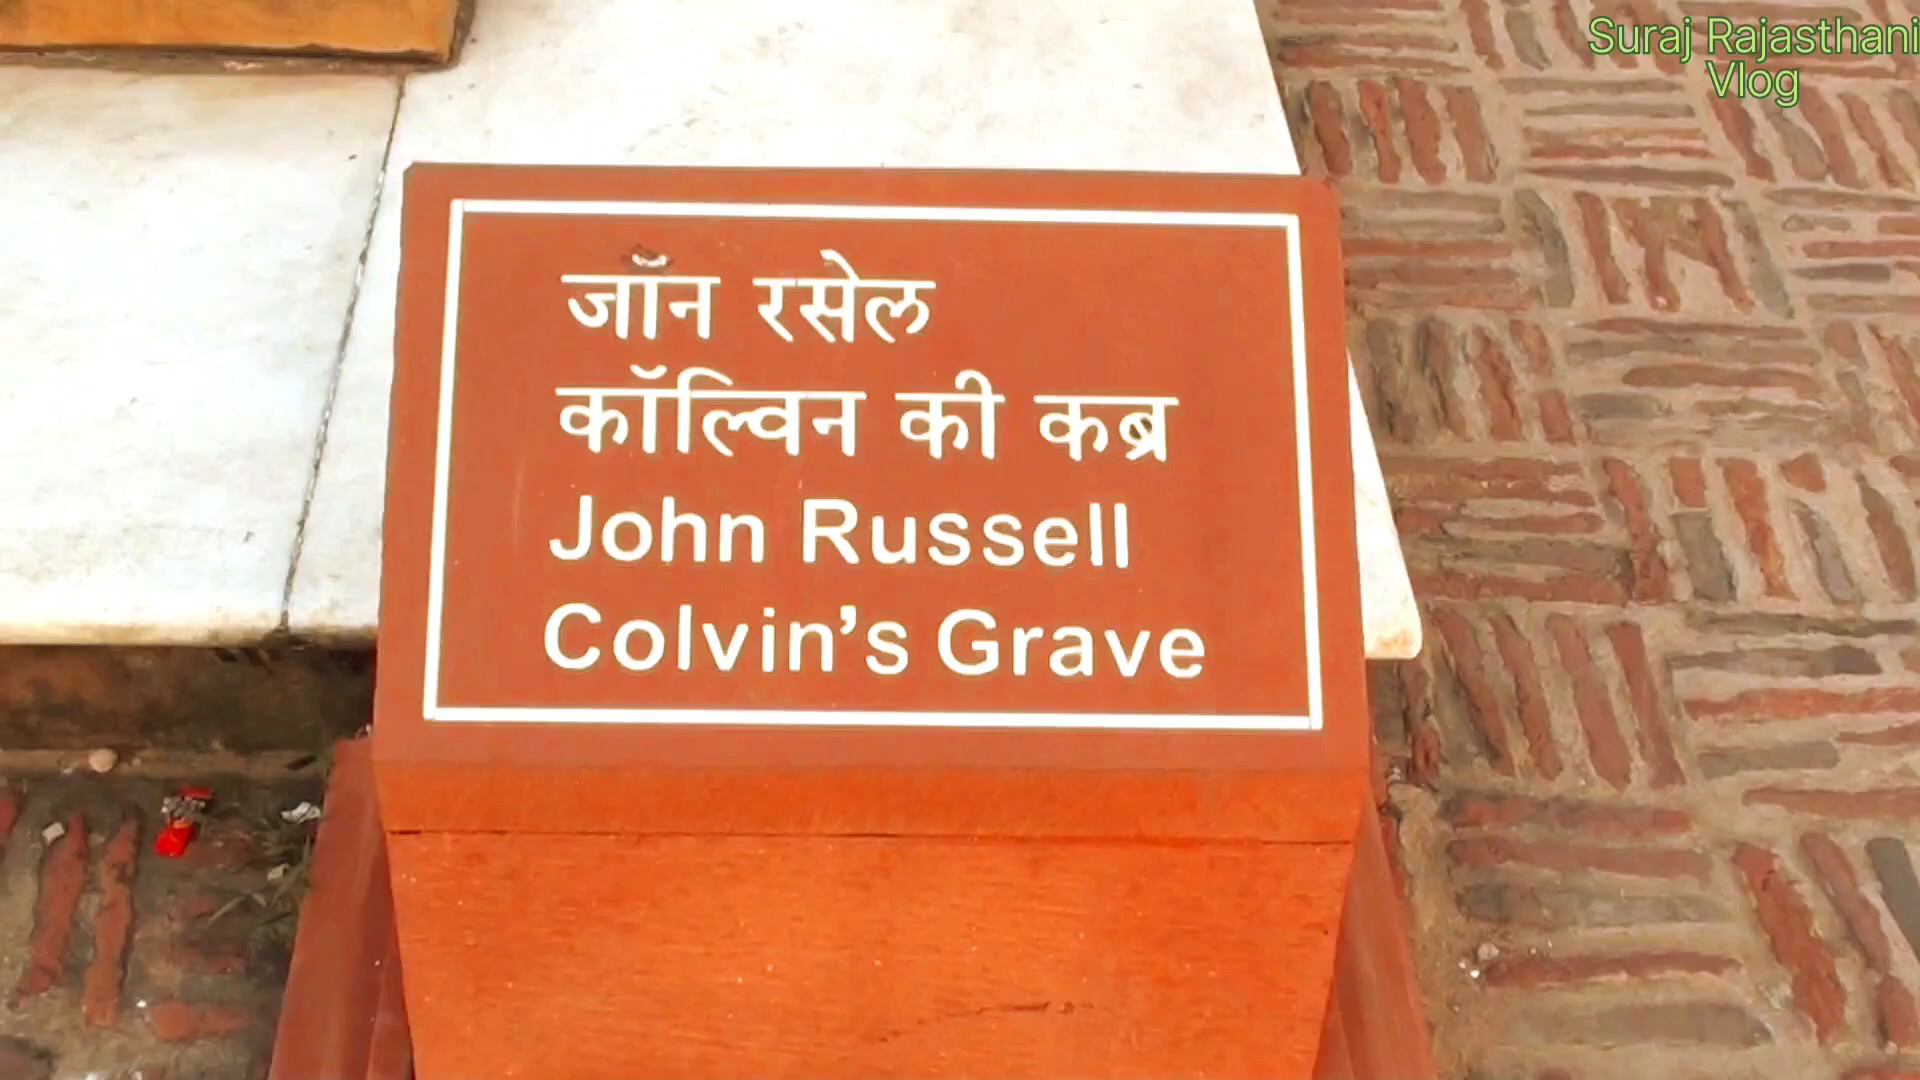 Suraj Rajasthani
Vlog
जॉन रसेल
कॉल्विन की कब्र
John Russell
Colvin's Grave